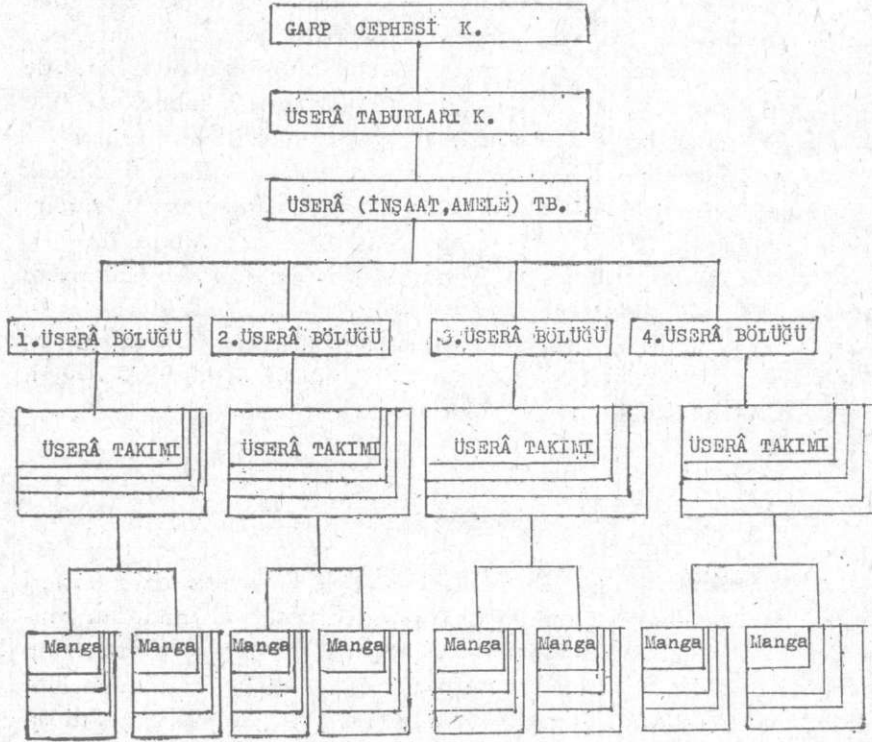 GARP CEPHESİ K.
ÜSERÂ TABURLARI K.
ÜSERÂ (İNŞAAT,AMELE) TB.
1.ÜSERÂ BÖLÜĞÜ 2.ÜSERÂ BÖLÜĞÜ 3.ÜSERÂ BÖLÜĞÜ 4.ÜSERÂ BÖLÜĞÜ
ÜSERÂ TAKIMI ÜSERÂ TAKIMI ÜSERÂ TAKIMI ÜSERÂ TAKIMI
Manga Manga Manga Manga Manga Manga Manga Manga